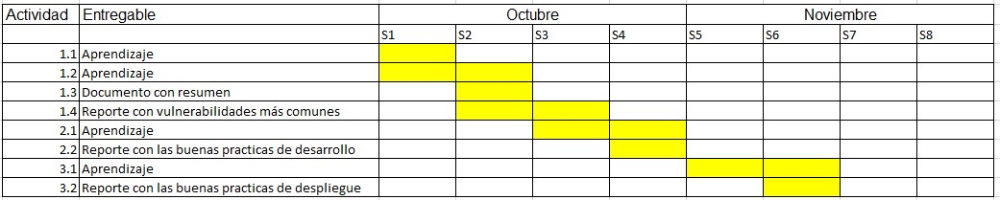 Actividad Entregable Octubre Noviembre
S1 S2 S3 S4 S5 S6 S7 S8
1.1 Aprendizaje
1.2 Aprendizaje
1.3 Documento con resumen
1.4 Reporte con vulnerabilidades más comunes
2.1 Aprendizaje
2.2 Reporte con las buenas practicas de desarrollo
3.1 Aprendizaje
3.2 Reporte con las buenas practicas de despliegue